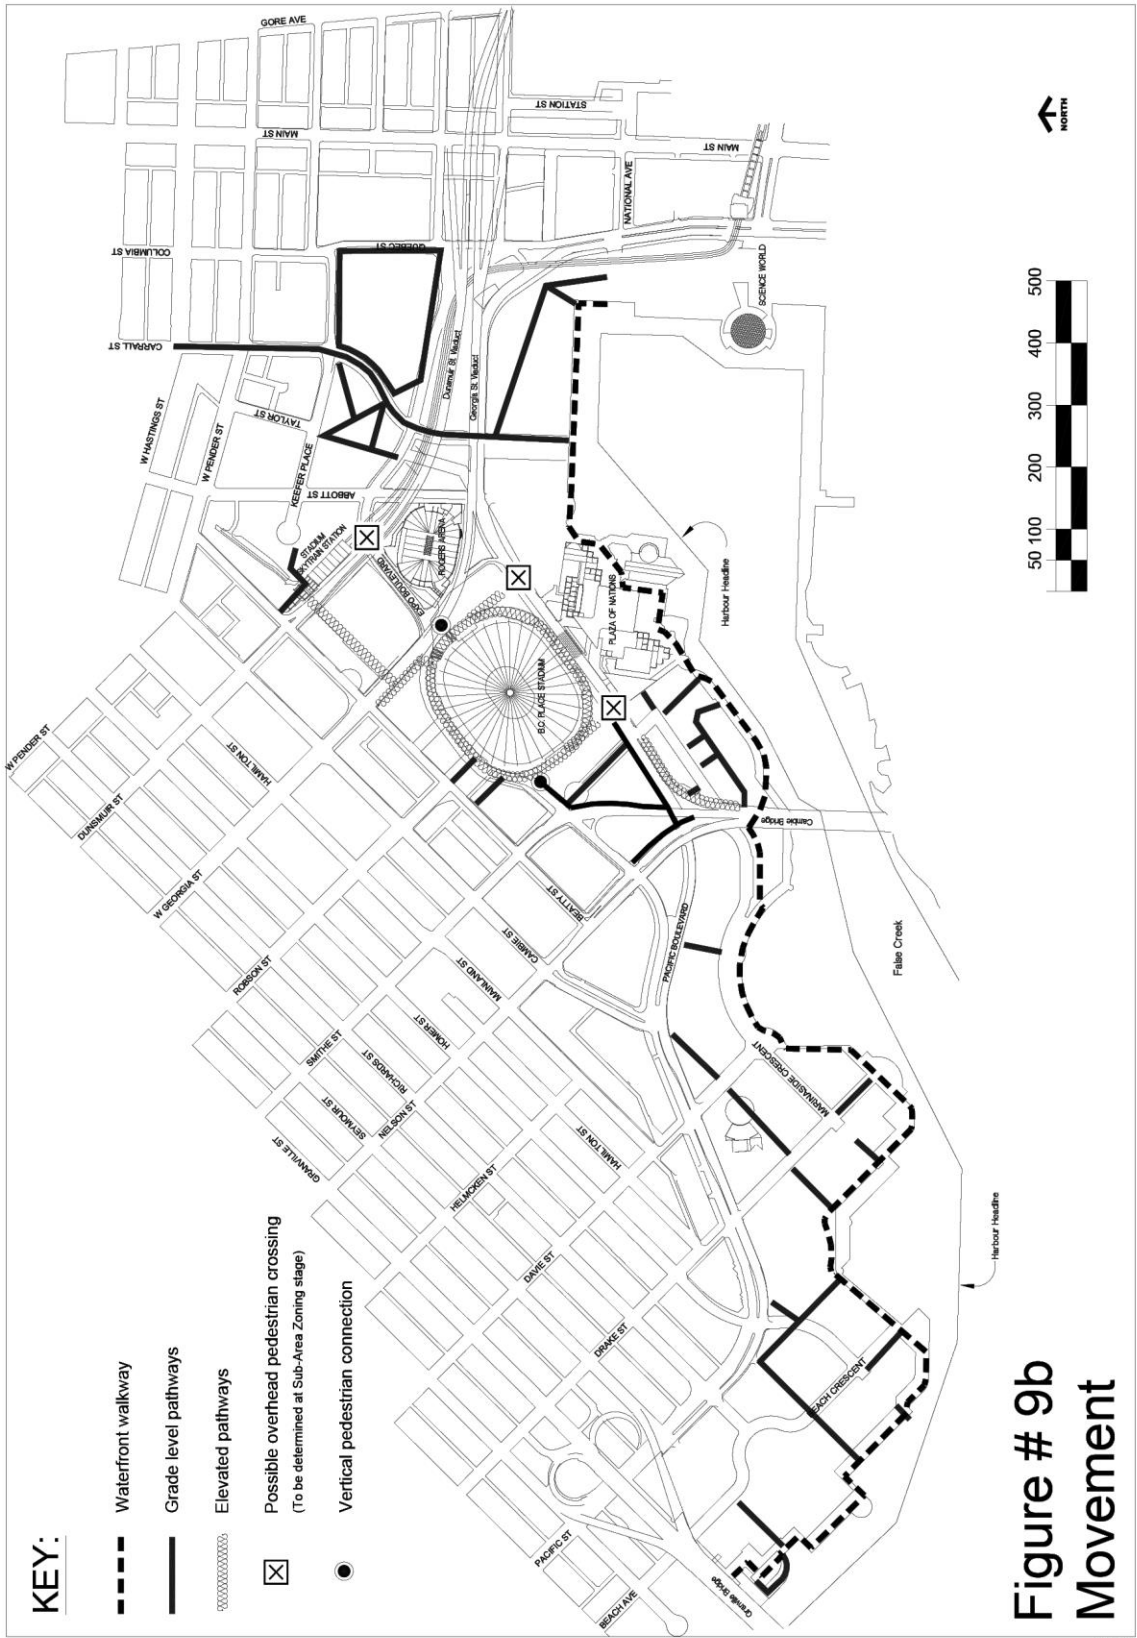 KEY:
Waterfront walkway
Grade level pathways
Elevated pathways
Possible overhead pedestrian crossing
(To be determined at Sub-Area Zoning stage)
Vertical pedestrian connection
Figure # 9b
Movement
NORTH
50 100 200 300 400 500
W PENDER ST
DUNSMUIR ST
W GEORGIA ST
ROBSON ST
SMITHE ST
NELSON ST
HELMCKEN ST
DAVIE ST
DRAKE ST
PACIFIC ST
BEACH AVE
GRANVILLE ST
SEYMOUR ST
RICHARDS ST
HOMER ST
MAINLAND ST
HAMILTON ST
HAMILTON ST
CAMBIE ST
BEATTY ST
PACIFIC BOULEVARD
MARINASIDE CRESCENT
BEACH CRESCENT
Granville Bridge
Cambie Bridge
False Creek
Harbour Headline
Harbour Headline
B.C. PLACE STADIUM
PLAZA OF NATIONS
ROGERS ARENA
EXPO BOULEVARD
STADIUM
SKYTRAIN STATION
ABBOTT ST
KEEFER PLACE
TAYLOR ST
W PENDER ST
W HASTINGS ST
CARRALL ST
COLUMBIA ST
QUEBEC ST
MAIN ST
MAIN ST
GORE AVE
STATION ST
NATIONAL AVE
Dunsmuir St. Viaduct
Georgia St. Viaduct
SCIENCE WORLD